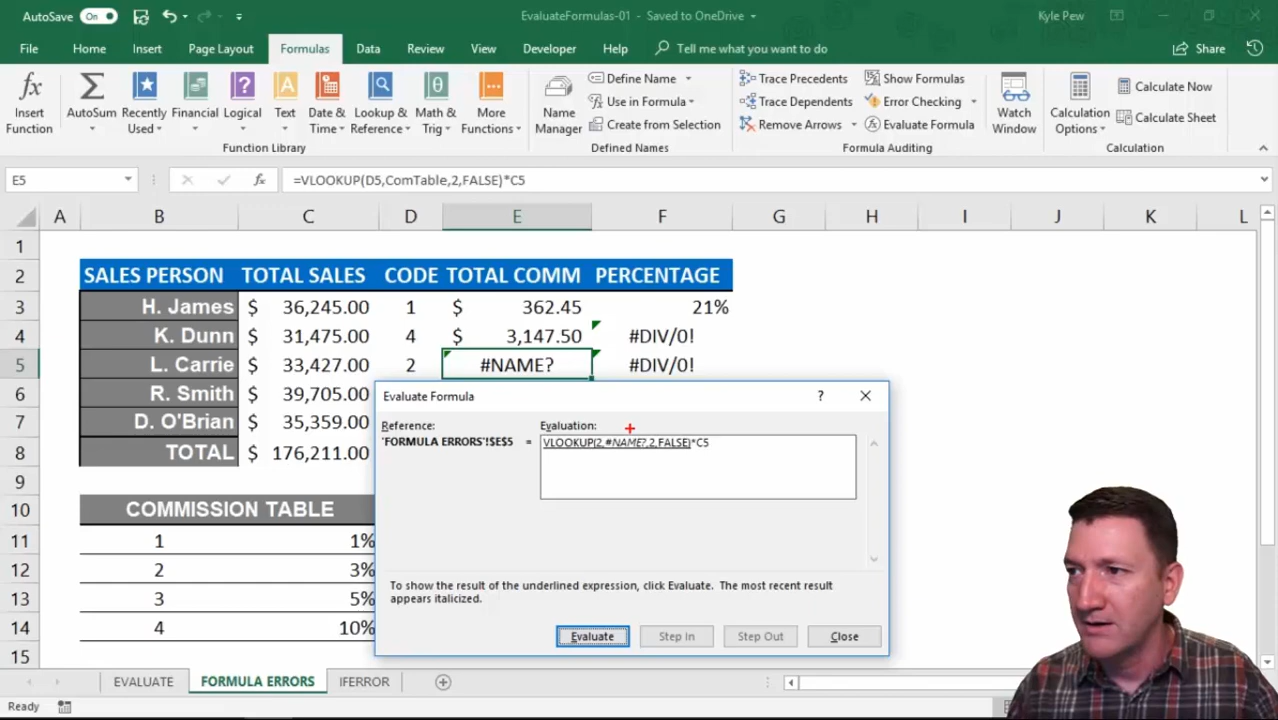 AutoSave On EvaluateFormulas-01 - Saved to OneDrive Kyle Pew
File Home Insert Page Layout Formulas Data Review View Developer Help Tell me what you want to do Share
fx Σ ? A θ Define Name Trace Precedents Show Formulas Calculate Now
Insert Function AutoSum Recently Used Financial Logical Text Date & Time Lookup & Reference Math & Trig More Functions Name Manager Use in Formula Trace Dependents Error Checking Watch Window Calculation Options Calculate Sheet
Create from Selection Remove Arrows Evaluate Formula
Function Library Defined Names Formula Auditing Calculation
E5 fx =VLOOKUP(D5,ComTable,2,FALSE)*C5
A B C D E F G H I J K L
1
2 SALES PERSON TOTAL SALES CODE TOTAL COMM PERCENTAGE
3 H. James $ 36,245.00 1 $ 362.45 21%
4 K. Dunn $ 31,475.00 4 $ 3,147.50 #DIV/0!
5 L. Carrie $ 33,427.00 2 #NAME? #DIV/0!
6 R. Smith $ 39,705.00
7 D. O'Brian $ 35,359.00
8 TOTAL $ 176,211.00
9
10 COMMISSION TABLE
11 1 1%
12 2 3%
13 3 5%
14 4 10%
15
Evaluate Formula ?
Reference: Evaluation:
'FORMULA ERRORS'!$E$5 = VLOOKUP(2,#NAME?,2,FALSE)*C5
To show the result of the underlined expression, click Evaluate. The most recent result
appears italicized.
Evaluate Step In Step Out Close
EVALUATE FORMULA ERRORS IFERROR
Ready